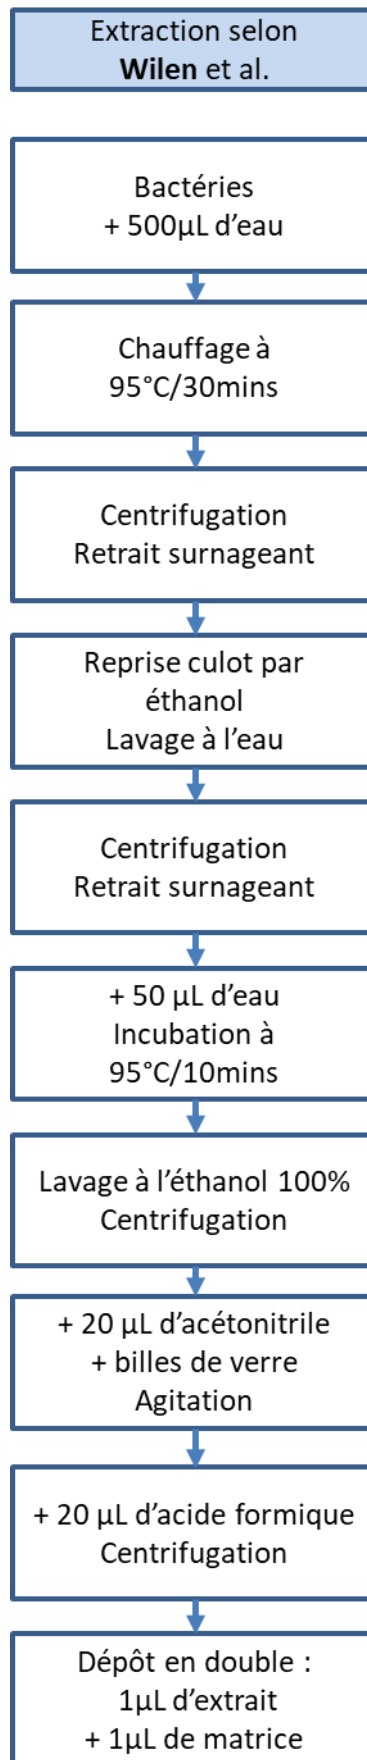 Extraction selon
Wilen et al.
Bactéries
+ 500µL d’eau
Chauffage à
95°C/30mins
Centrifugation
Retrait surnageant
Reprise culot par
éthanol
Lavage à l’eau
Centrifugation
Retrait surnageant
+ 50 µL d’eau
Incubation à
95°C/10mins
Lavage à l’éthanol 100%
Centrifugation
+ 20 µL d’acétonitrile
+ billes de verre
Agitation
+ 20 µL d’acide formique
Centrifugation
Dépôt en double :
1µL d’extrait
+ 1µL de matrice